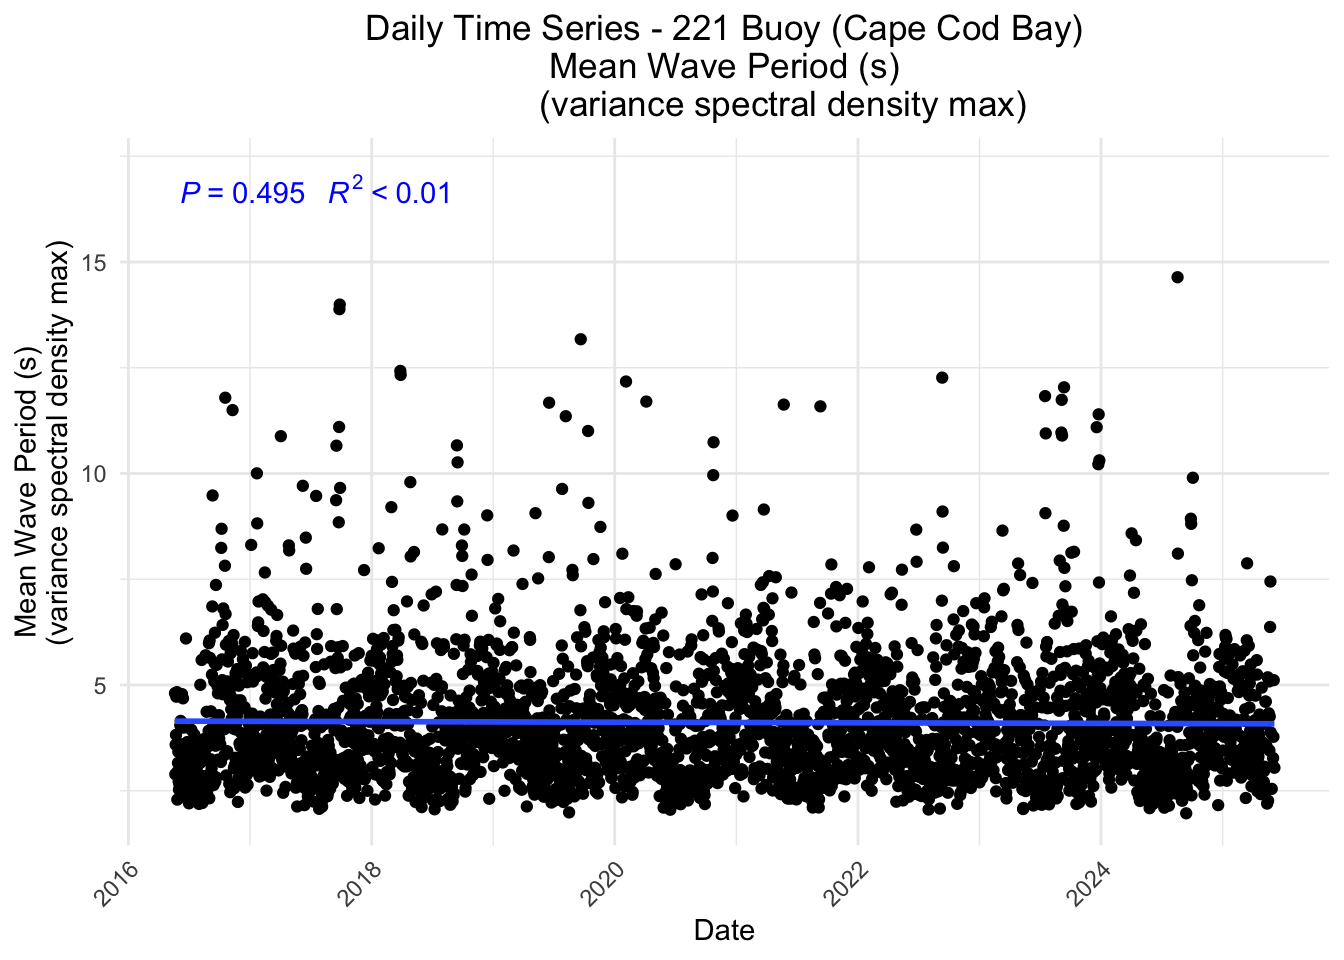 Daily Time Series - 221 Buoy (Cape Cod Bay)
Mean Wave Period (s)
(variance spectral density max)
P = 0.495 R² < 0.01
Mean Wave Period (s)
(variance spectral density max)
15
10
5
2016
2018
2020
2022
2024
Date